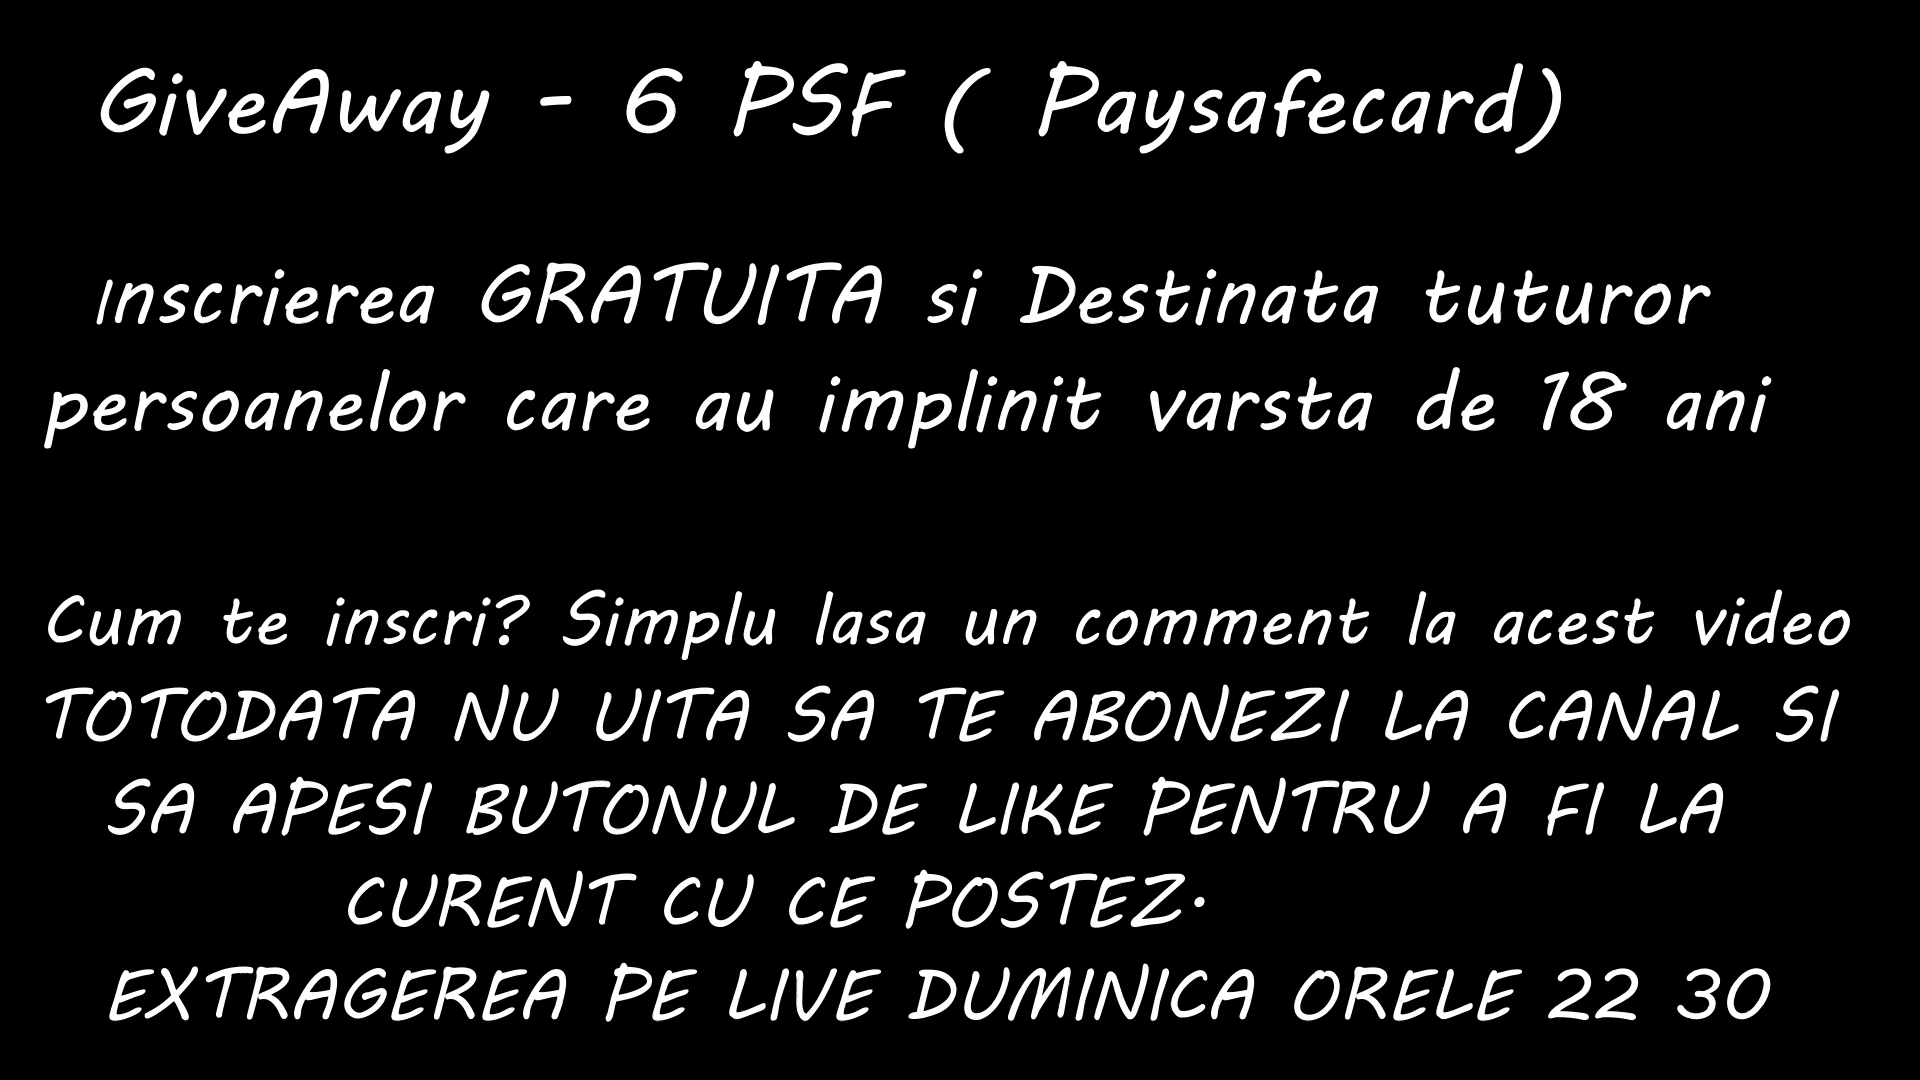 GiveAway - 6 PSF ( Paysafecard)
Inscrierea GRATUITA si Destinata tuturor
persoanelor care au implinit varsta de 18 ani
Cum te inscri? Simplu lasa un comment la acest video
TOTODATA NU UITA SA TE ABONEZI LA CANAL SI
SA APESI BUTONUL DE LIKE PENTRU A FI LA
CURENT CU CE POSTEZ.
EXTRAGEREA PE LIVE DUMINICA ORELE 22 30